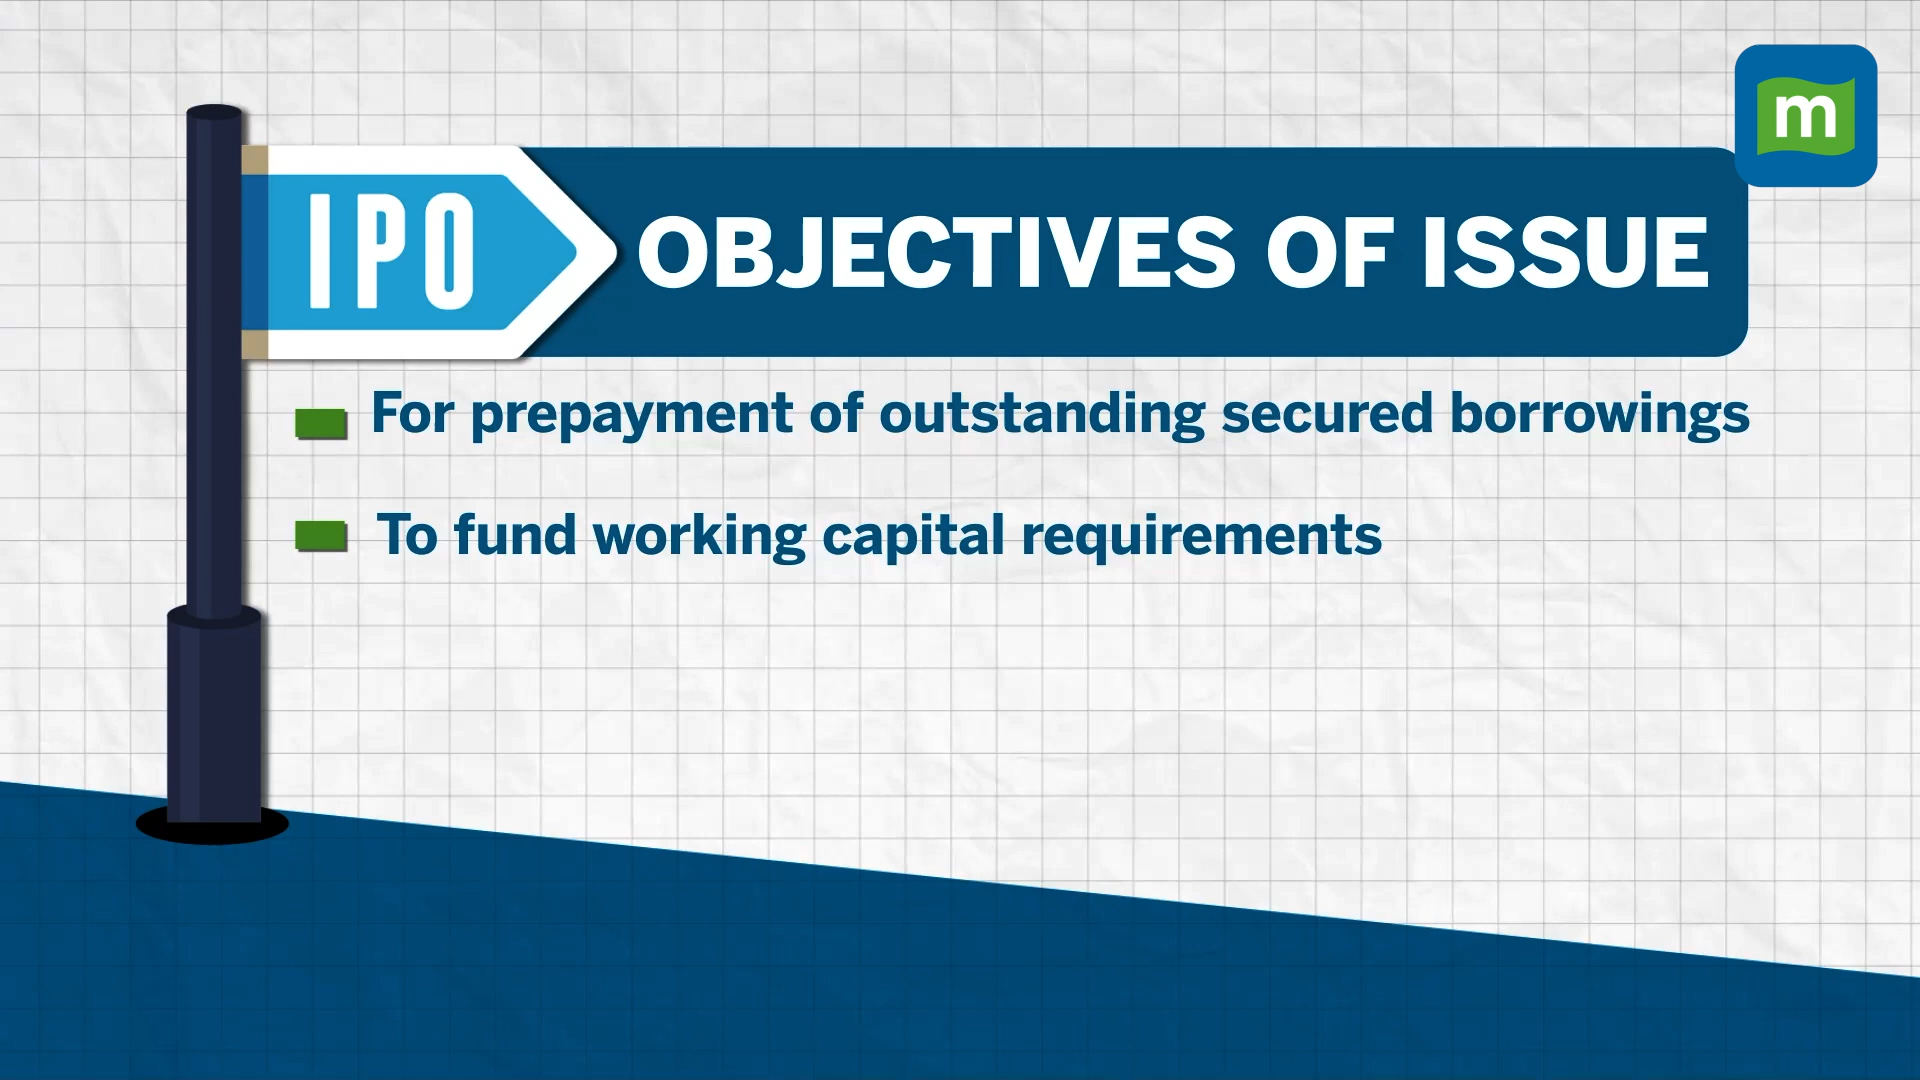 m
IPO OBJECTIVES OF ISSUE
For prepayment of outstanding secured borrowings
To fund working capital requirements